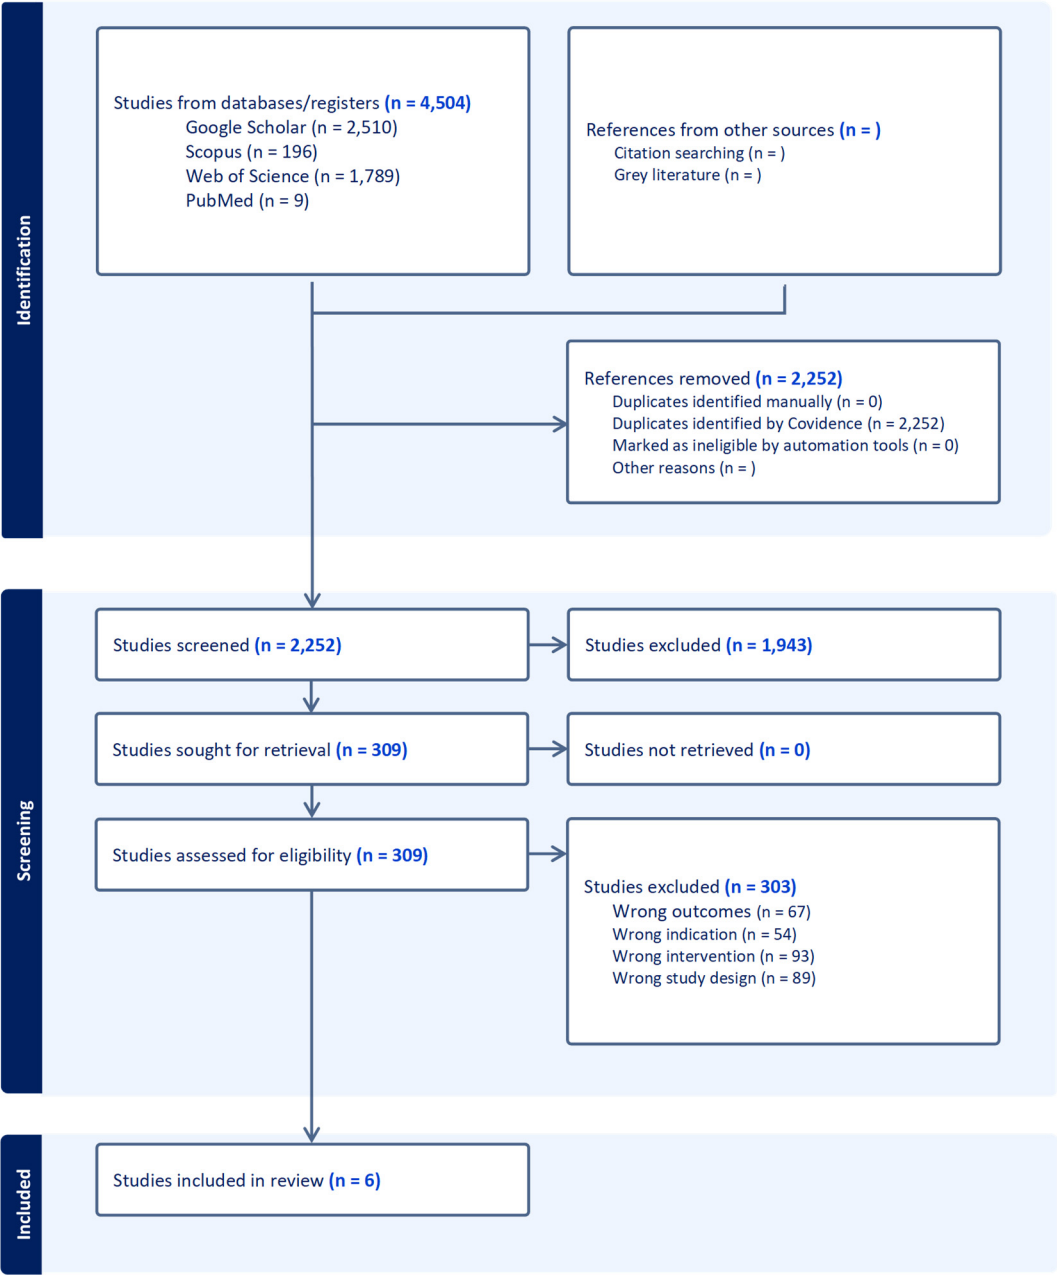 Identification
Studies from databases/registers (n = 4,504)
Google Scholar (n = 2,510)
Scopus (n = 196)
Web of Science (n = 1,789)
PubMed (n = 9)
References from other sources (n = )
Citation searching (n = )
Grey literature (n = )
References removed (n = 2,252)
Duplicates identified manually (n = 0)
Duplicates identified by Covidence (n = 2,252)
Marked as ineligible by automation tools (n = 0)
Other reasons (n = )
Screening
Studies screened (n = 2,252)
Studies excluded (n = 1,943)
Studies sought for retrieval (n = 309)
Studies not retrieved (n = 0)
Studies assessed for eligibility (n = 309)
Studies excluded (n = 303)
Wrong outcomes (n = 67)
Wrong indication (n = 54)
Wrong intervention (n = 93)
Wrong study design (n = 89)
Included
Studies included in review (n = 6)